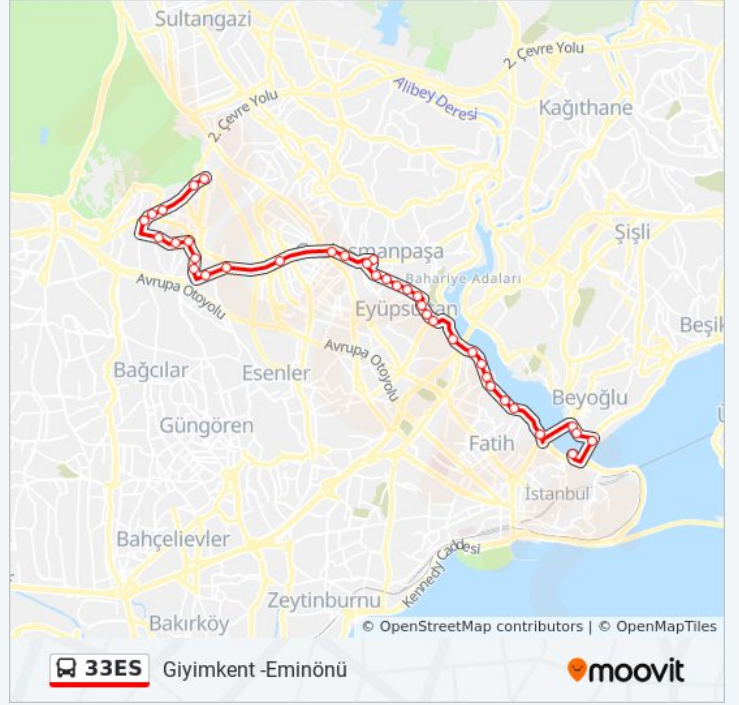 Sultangazi
2. Çevre Yolu
2. Çevre Yolu
Alibey Deresi
Kağıthane
Şişli
osmanpaşa
Bahariye Adaları
Avrupa Otoyolu
Eyüpsultan
Beşik
Avrupa Otoyolu
Bağcılar
Esenler
Beyoğlu
Güngören
Fatih
İstanbul
Bahçelievler
Kennedy Caddesi
Zeytinburnu
Bakırköy
© OpenStreetMap contributors | © OpenMapTiles
33ES Giyimkent -Eminönü
moovit